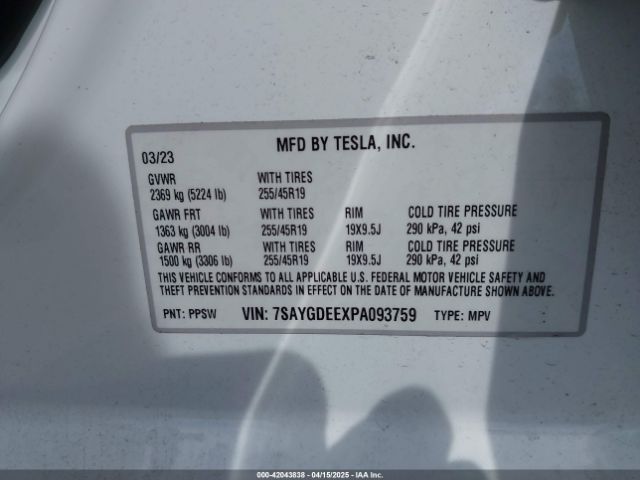 MFD BY TESLA, INC.
03/23
GVWR WITH TIRES
2369 kg (5224 lb) 255/45R19
GAWR FRT WITH TIRES RIM COLD TIRE PRESSURE
1363 kg (3004 lb) 255/45R19 19X9.5J 290 kPa, 42 psi
GAWR RR WITH TIRES RIM COLD TIRE PRESSURE
1500 kg (3306 lb) 255/45R19 19X9.5J 290 kPa, 42 psi
THIS VEHICLE CONFORMS TO ALL APPLICABLE U.S. FEDERAL MOTOR VEHICLE SAFETY AND
THEFT PREVENTION STANDARDS IN EFFECT ON THE DATE OF MANUFACTURE SHOWN ABOVE.
PNT: PPSW VIN: 7SAYGDEEXPA093759 TYPE: MPV
000-42043838 - 04/15/2025 - IAA Inc.